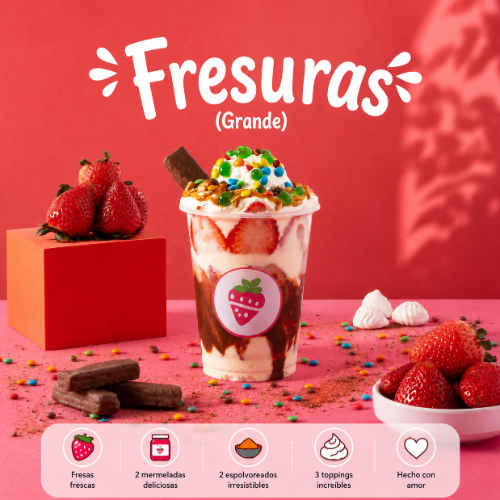 Fresuras
(Grande)
Fresas
frescas
2 mermeladas
deliciosas
2 espolvoreados
irresistibles
3 toppings
increíbles
Hecho con
amor